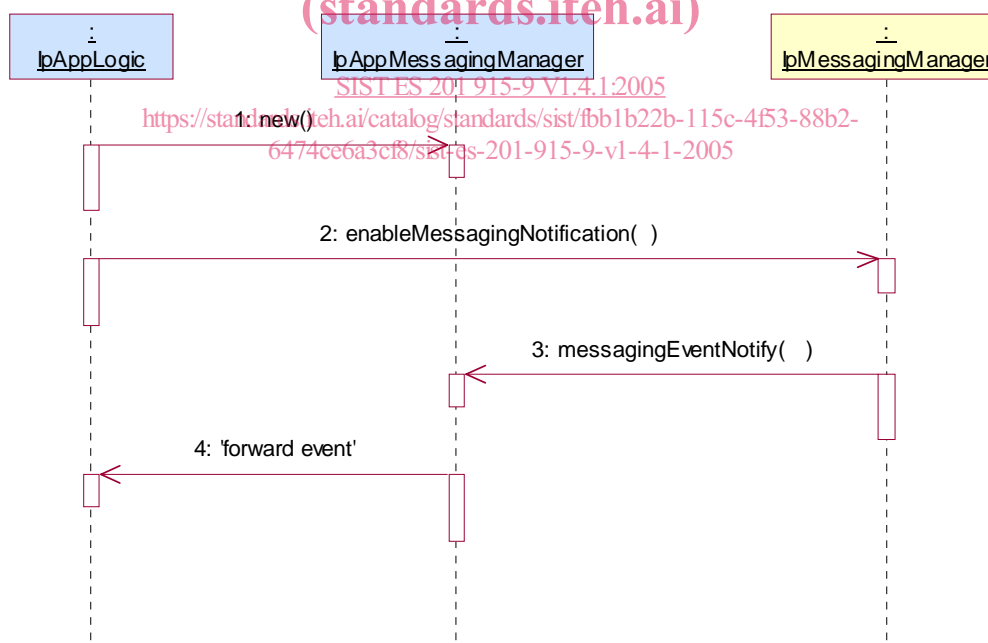 (standards.iteh.ai)
:
IpAppLogic
:
IpAppMessagingManager
:
IpMessagingManager
SIST ES 201 915-9 V1.4.1:2005
https://standards.iteh.ai/catalog/standards/sist/fbb1b22b-115c-4f53-88b2-
6474ce6a3cf8/sist-es-201-915-9-v1-4-1-2005
1: new()
2: enableMessagingNotification( )
3: messagingEventNotify( )
4: 'forward event'